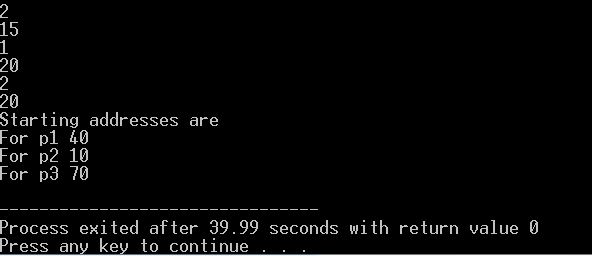 2
15
1
20
2
20
Starting addresses are
For p1 40
For p2 10
For p3 70
--------------------------------
Process exited after 39.99 seconds with return value 0
Press any key to continue . . .